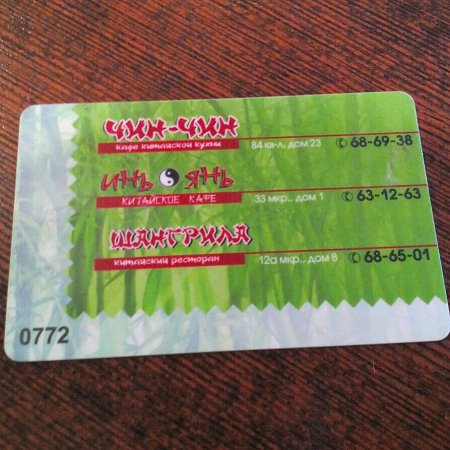 ЧИН-ЧИН
кафе китайской кухни 84 кв-л, дом 23 ✆ 68-69-38
ИНЬ ☯ ЯНЬ
КИТАЙСКОЕ КАФЕ 33 мкр., дом 1 ✆ 63-12-63
ШАНГРИЛА
китайский ресторан 12а мкр., дом 8 ✆ 68-65-01
0772